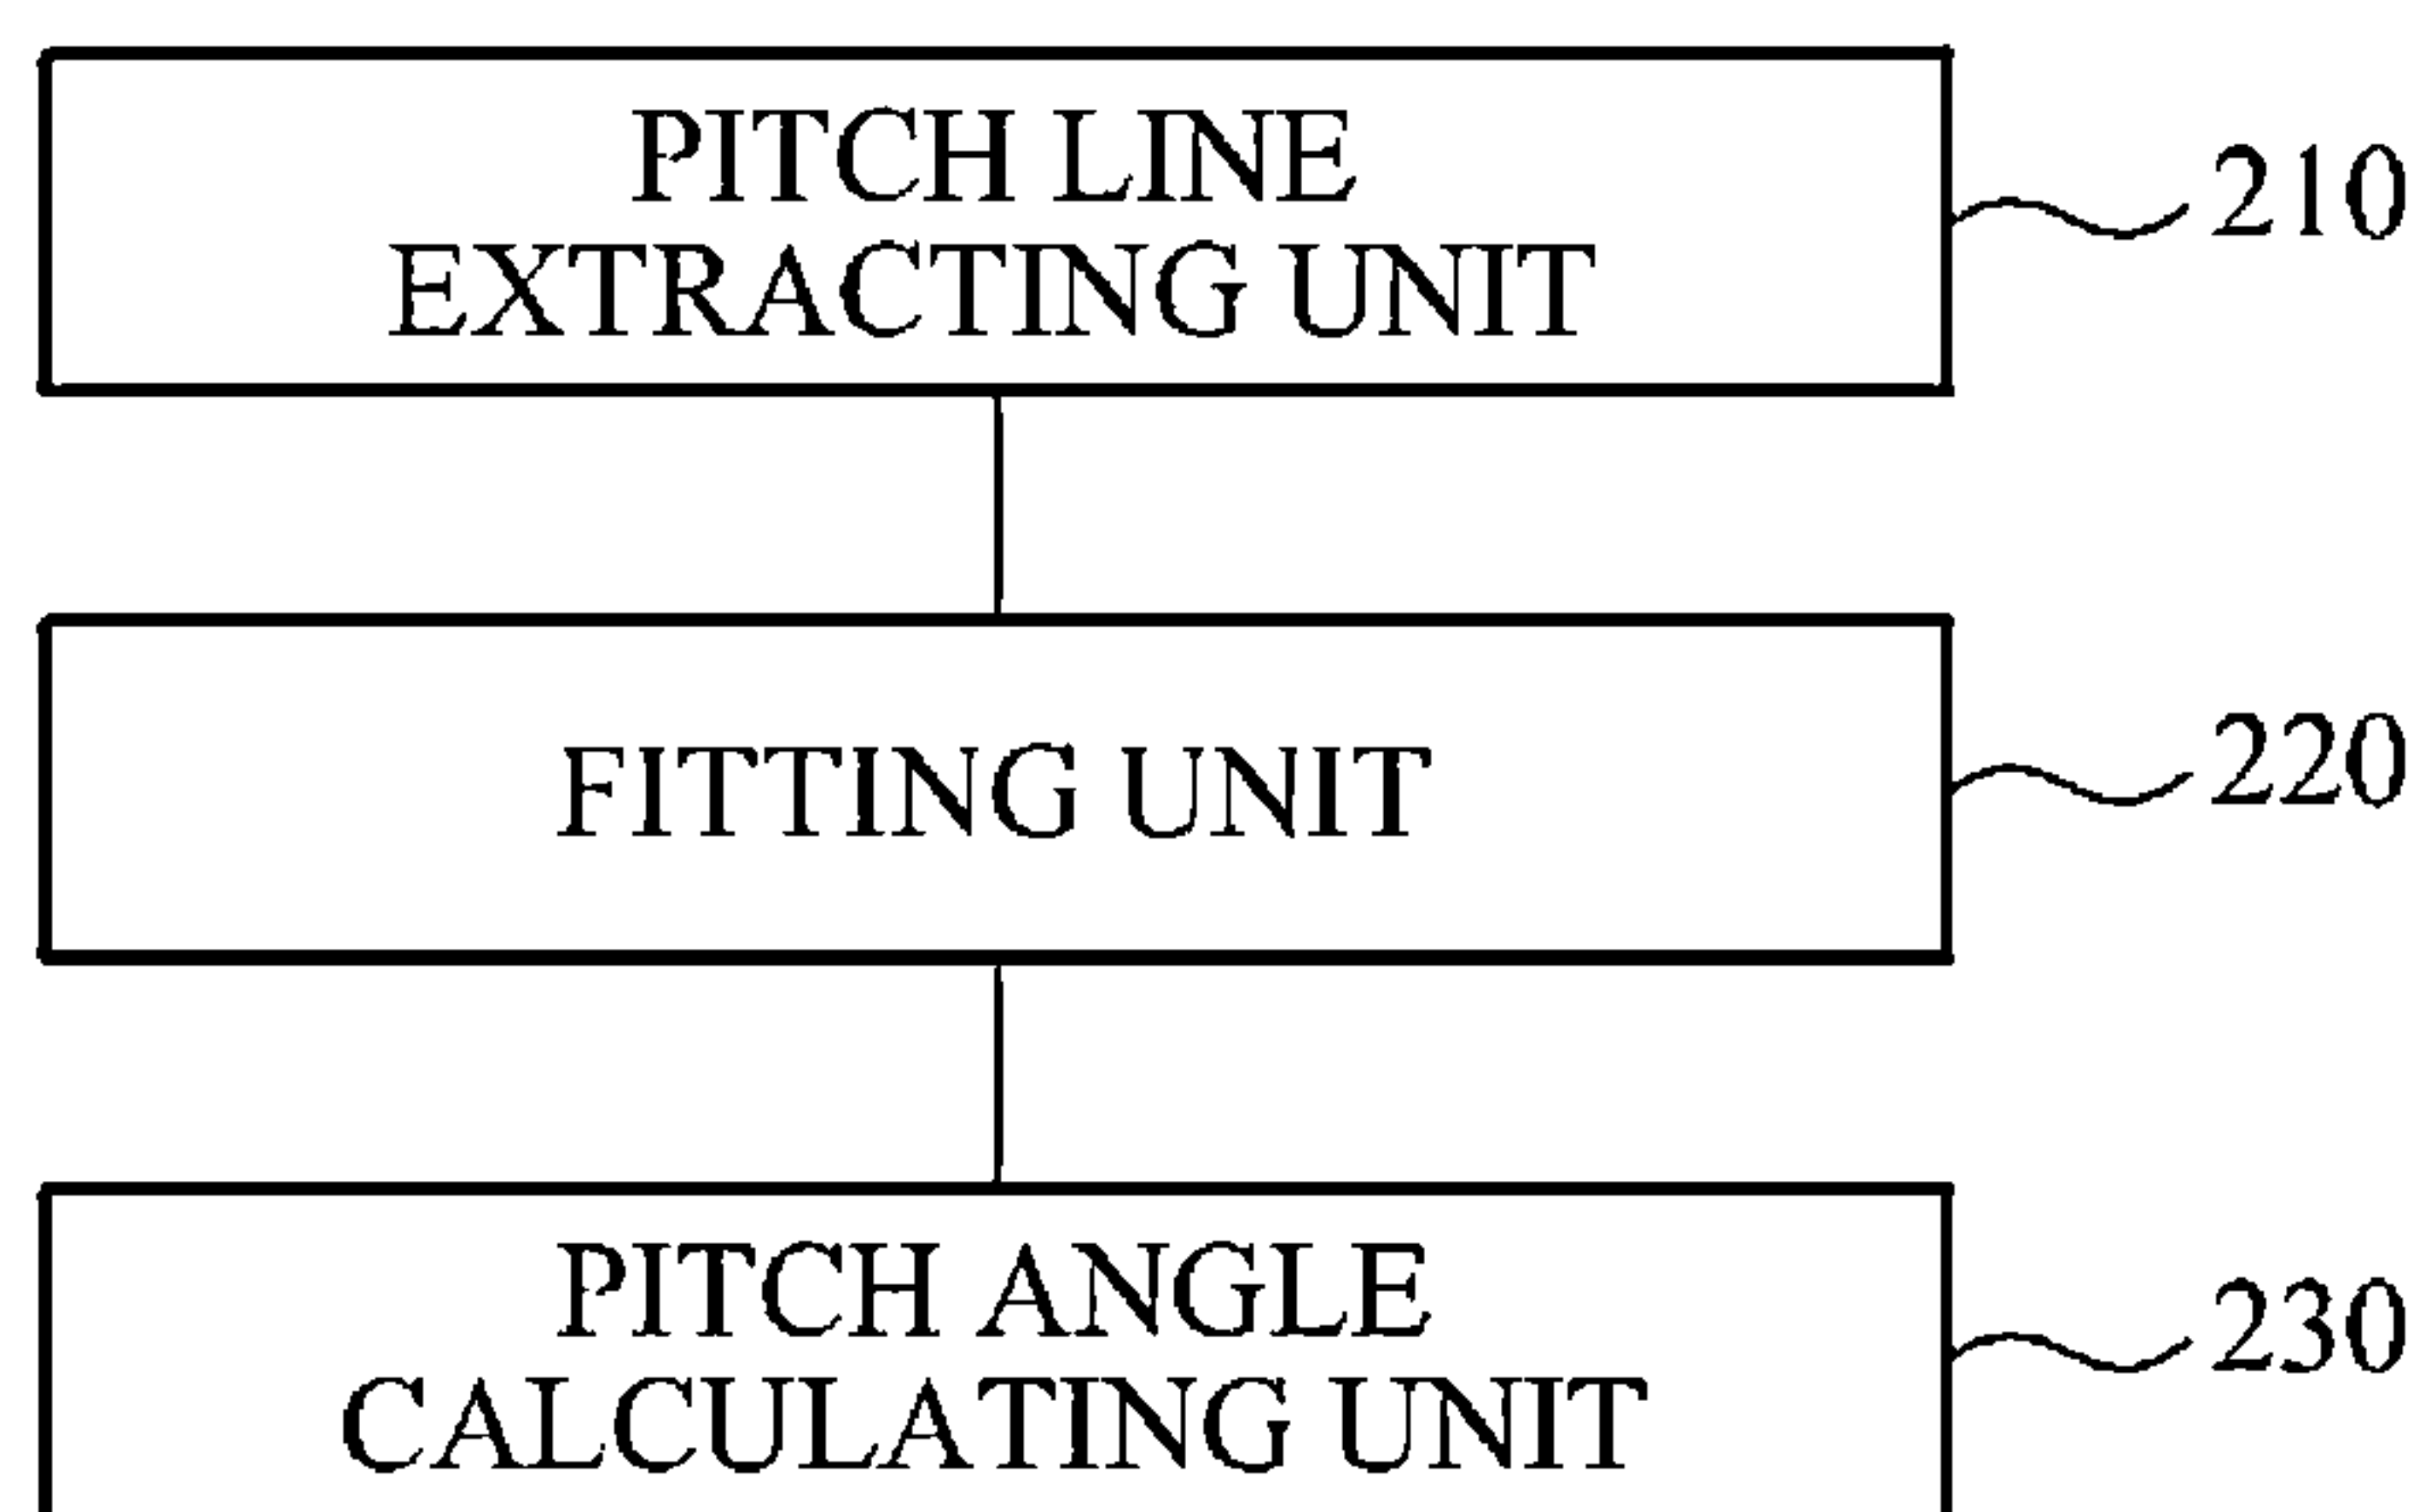 PITCH LINE
EXTRACTING UNIT
210
FITTING UNIT
220
PITCH ANGLE
CALCULATING UNIT
230